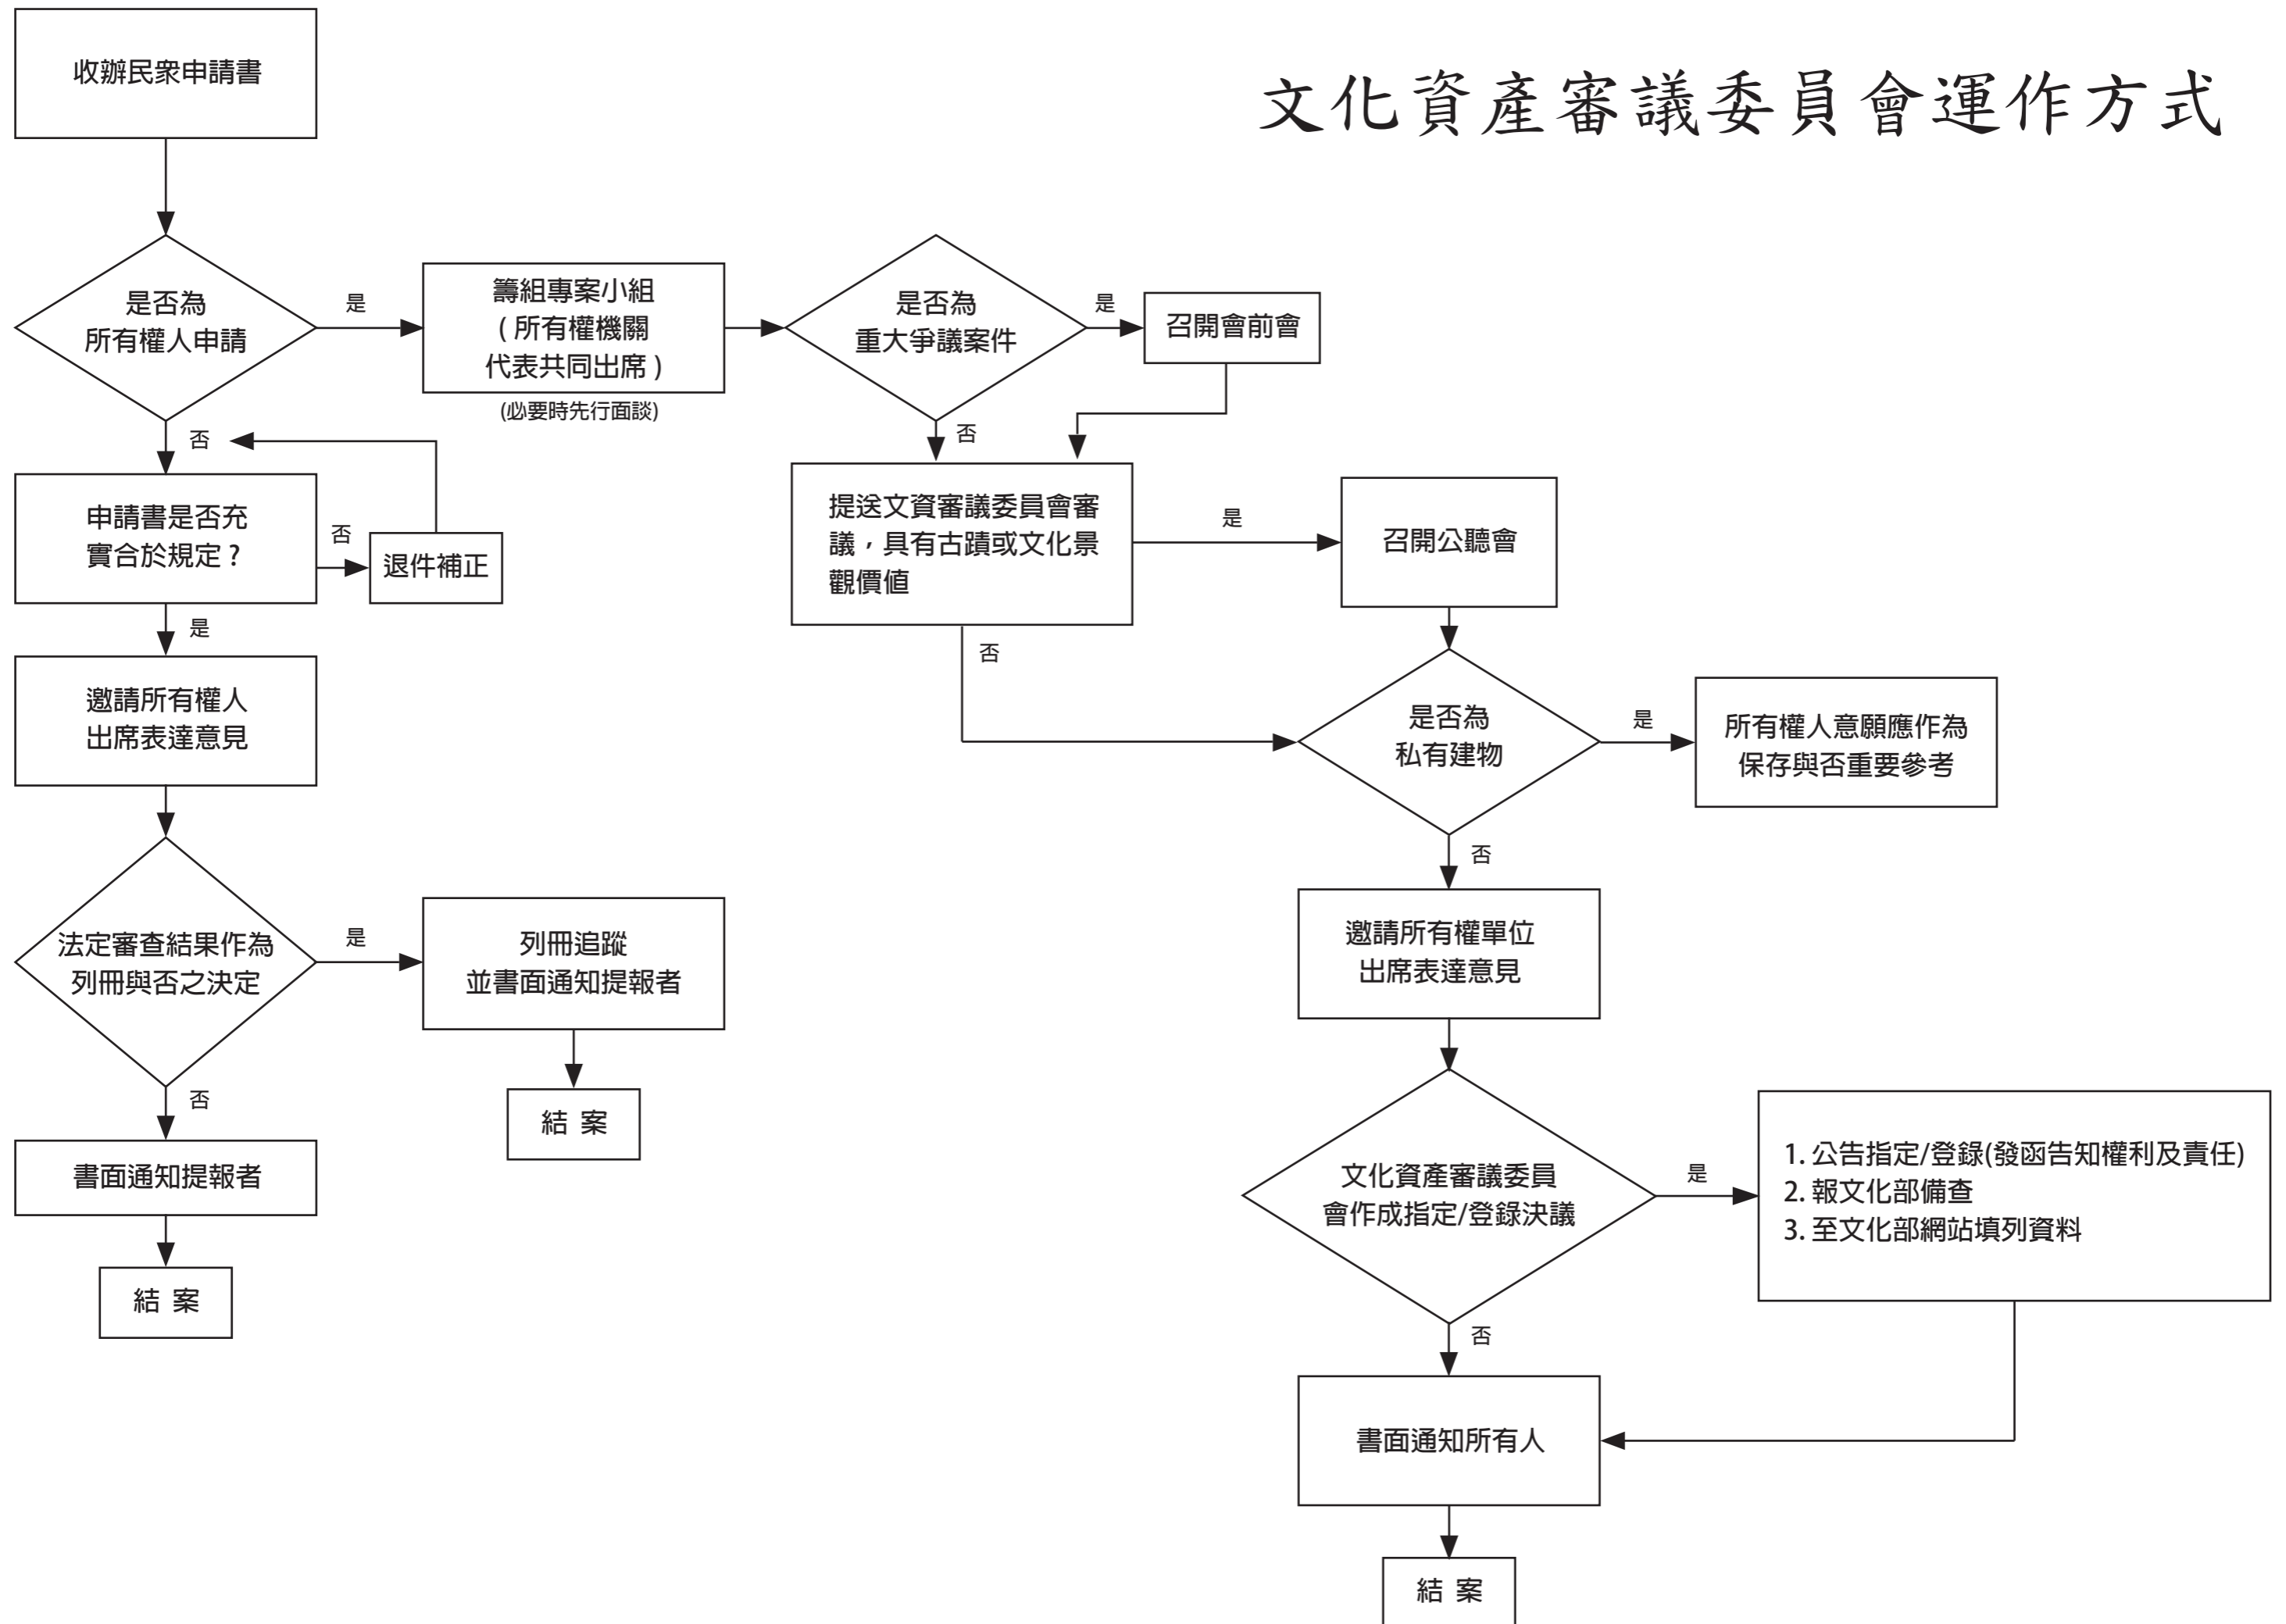 文化資產審議委員會運作方式
收辦民眾申請書
是否為
所有權人申請
是
籌組專案小組
( 所有權機關
代表共同出席 )
(必要時先行面談)
是否為
重大爭議案件
是
召開會前會
否
否
申請書是否充
實合於規定 ?
否
退件補正
提送文資審議委員會審
議，具有古蹟或文化景
觀價值
是
召開公聽會
是
否
邀請所有權人
出席表達意見
是否為
私有建物
是
所有權人意願應作為
保存與否重要參考
否
邀請所有權單位
出席表達意見
法定審查結果作為
列冊與否之決定
是
列冊追蹤
並書面通知提報者
結 案
否
書面通知提報者
結 案
文化資產審議委員
會作成指定/登錄決議
是
1. 公告指定/登錄(發函告知權利及責任)
2. 報文化部備查
3. 至文化部網站填列資料
否
書面通知所有人
結 案